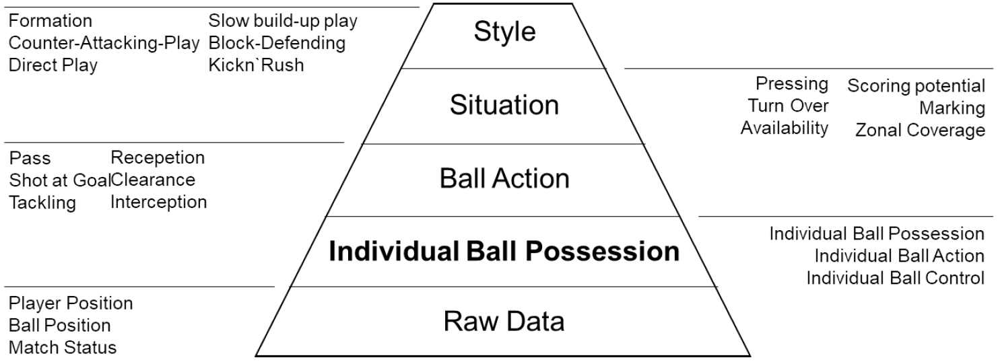 Formation Slow build-up play
Counter-Attacking-Play Block-Defending
Direct Play Kickn`Rush
Style
Pressing Scoring potential
Turn Over Marking
Availability Zonal Coverage
Situation
Pass Recepetion
Shot at Goal Clearance
Tackling Interception
Ball Action
Individual Ball Possession
Individual Ball Action
Individual Ball Control
Individual Ball Possession
Player Position
Ball Position
Match Status
Raw Data